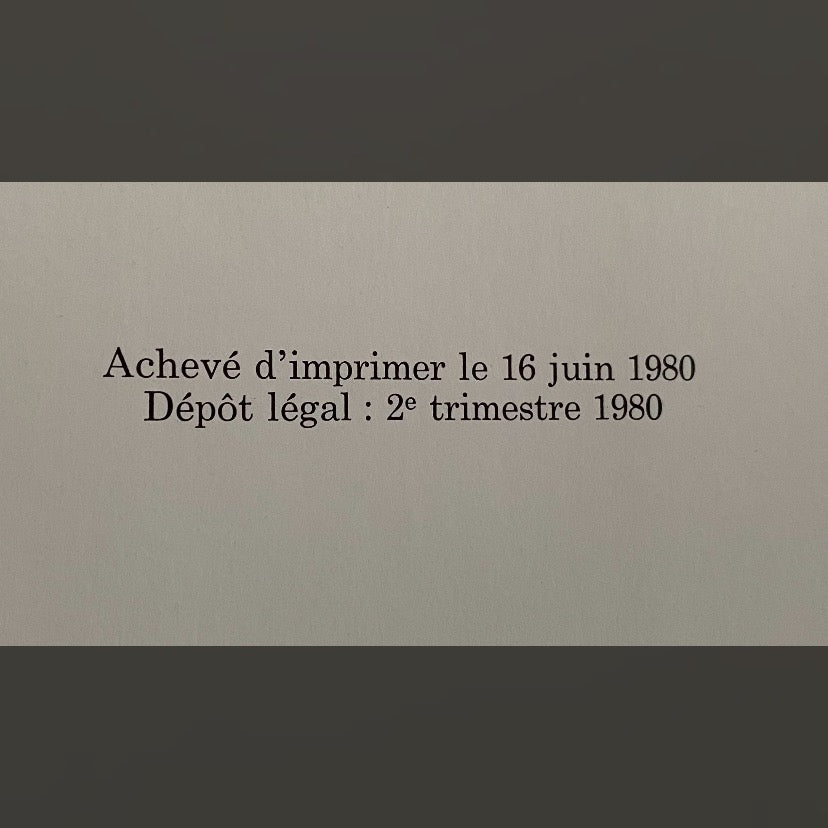 Achevé d’imprimer le 16 juin 1980
Dépôt légal : 2e trimestre 1980